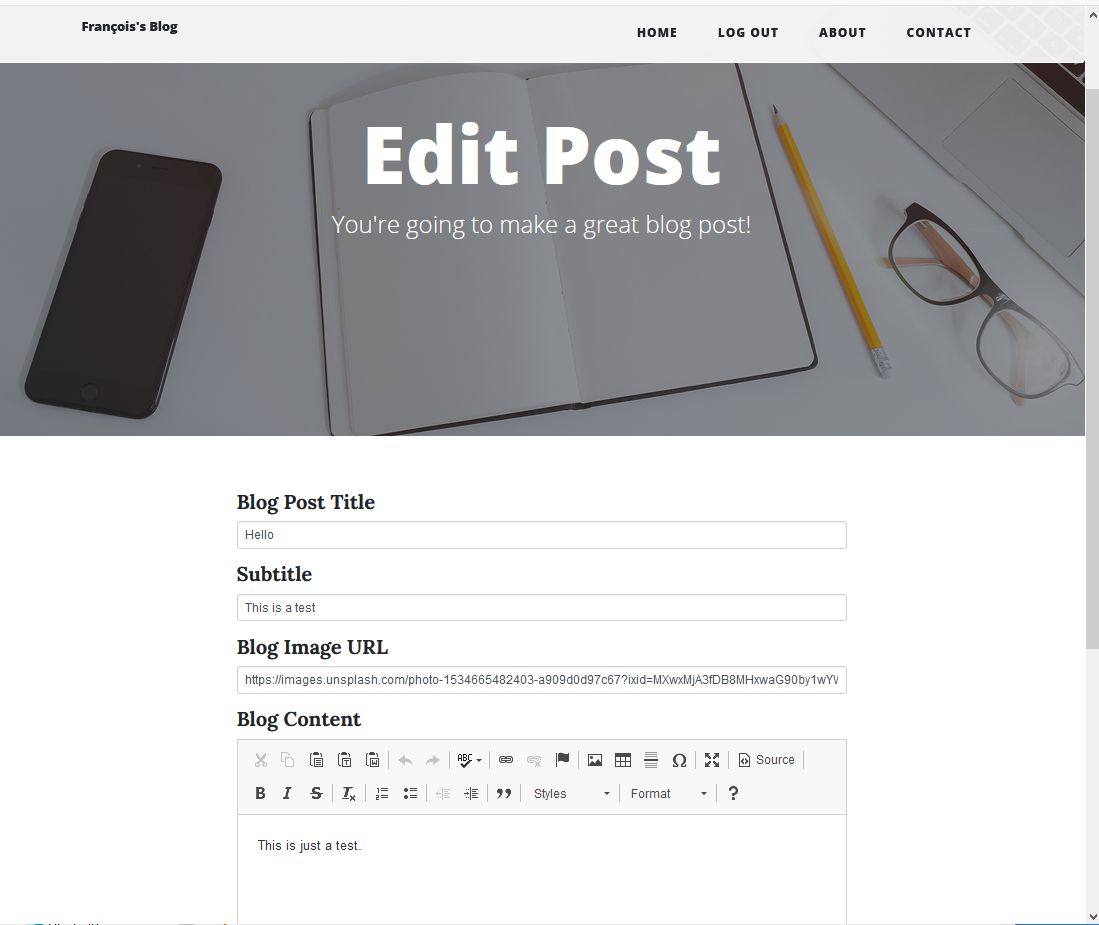 François's Blog
HOME LOG OUT ABOUT CONTACT
Edit Post
You're going to make a great blog post!
Blog Post Title
Hello
Subtitle
This is a test
Blog Image URL
https://images.unsplash.com/photo-1534665482403-a909d0d97c67?ixid=MXwxMjA3fDB8MHxwaG90by1wYW
Blog Content
ABC Source
B I S Tx Styles Format ?
This is just a test.